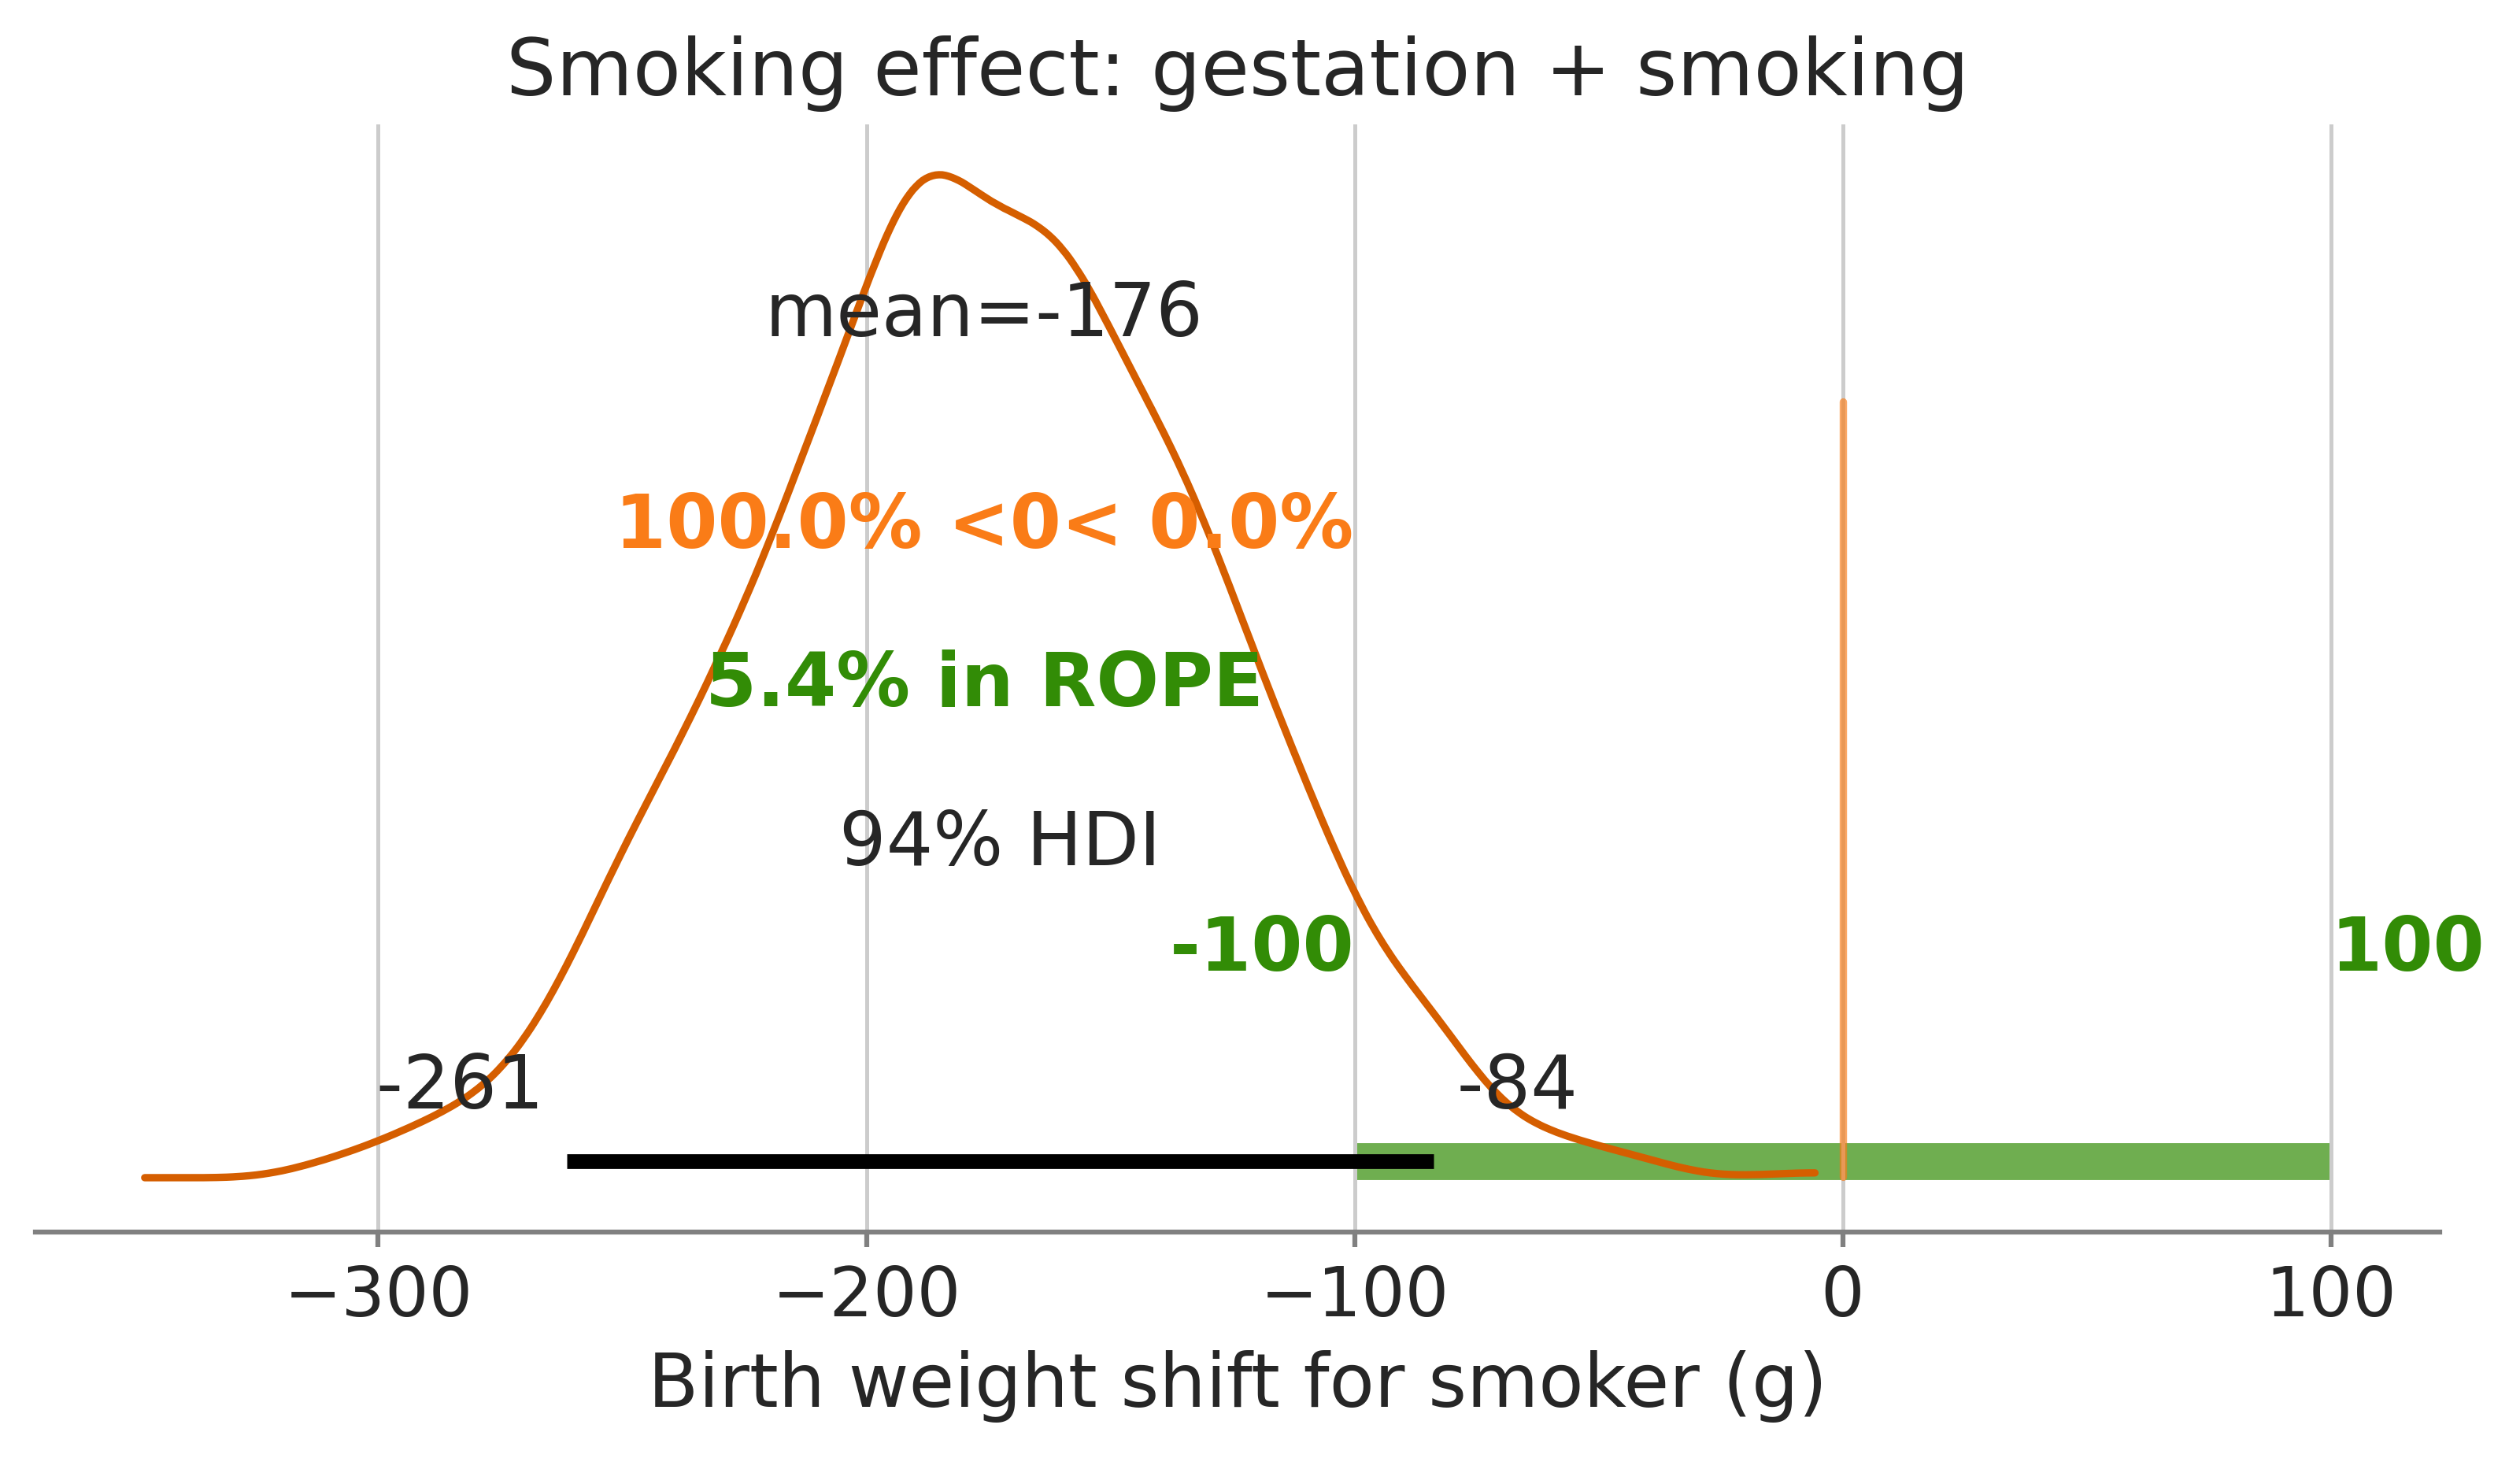 Smoking effect: gestation + smoking
mean=-176
100.0% <0< 0.0%
5.4% in ROPE
94% HDI
-100
100
-261
-84
−300
−200
−100
0
100
Birth weight shift for smoker (g)